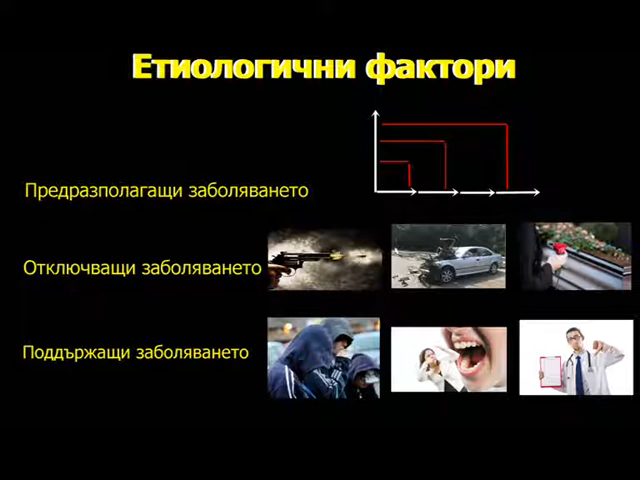 Етиологични фактори
Предразполагащи заболяването
Отключващи заболяването
Поддържащи заболяването